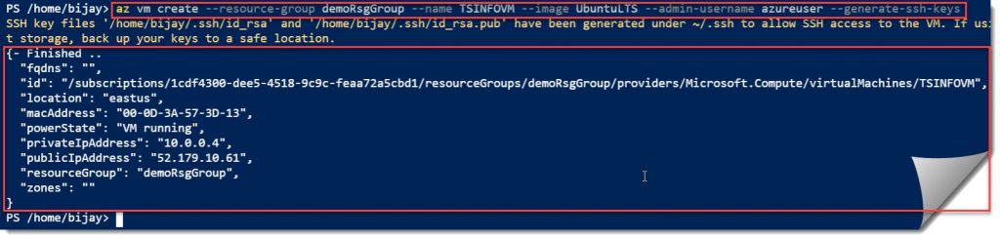 PS /home/bijay> az vm create --resource-group demoRsgGroup --name TSINFOVM --image UbuntuLTS --admin-username azureuser --generate-ssh-keys
SSH key files '/home/bijay/.ssh/id_rsa' and '/home/bijay/.ssh/id_rsa.pub' have been generated under ~/.ssh to allow SSH access to the VM. If usi
t storage, back up your keys to a safe location.
{- Finished ..
"fqdns": "",
"id": "/subscriptions/1cdf4300-dee5-4518-9c9c-feaa72a5cbd1/resourceGroups/demoRsgGroup/providers/Microsoft.Compute/virtualMachines/TSINFOVM",
"location": "eastus",
"macAddress": "00-0D-3A-57-3D-13",
"powerState": "VM running",
"privateIpAddress": "10.0.0.4",
"publicIpAddress": "52.179.10.61",
"resourceGroup": "demoRsgGroup",
"zones": ""
}
PS /home/bijay>